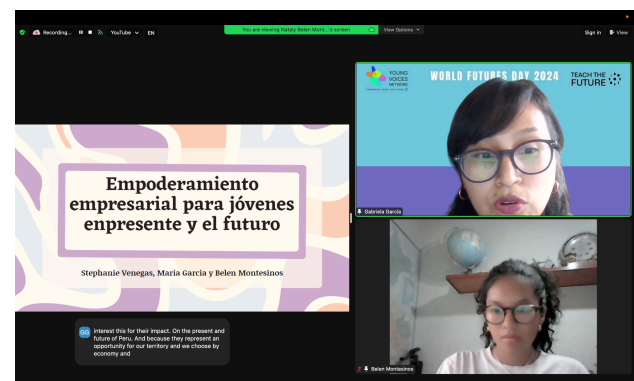 Recording...
YouTube
EN
You are viewing Nataly Belen Mont...'s screen
View Options
Sign in
View
Empoderamiento
empresarial para jóvenes
enpresente y el futuro
Stephanie Venegas, Maria Garcia y Belen Montesinos
GG
interest this for their impact. On the present and
future of Peru. And because they represent an
opportunity for our territory and we choose by
economy and
YOUNG
VOICES
NETWORK
WORLD FUTURES DAY 2024
TEACH THE
FUTURE
Gabriela García
Belen Montesinos